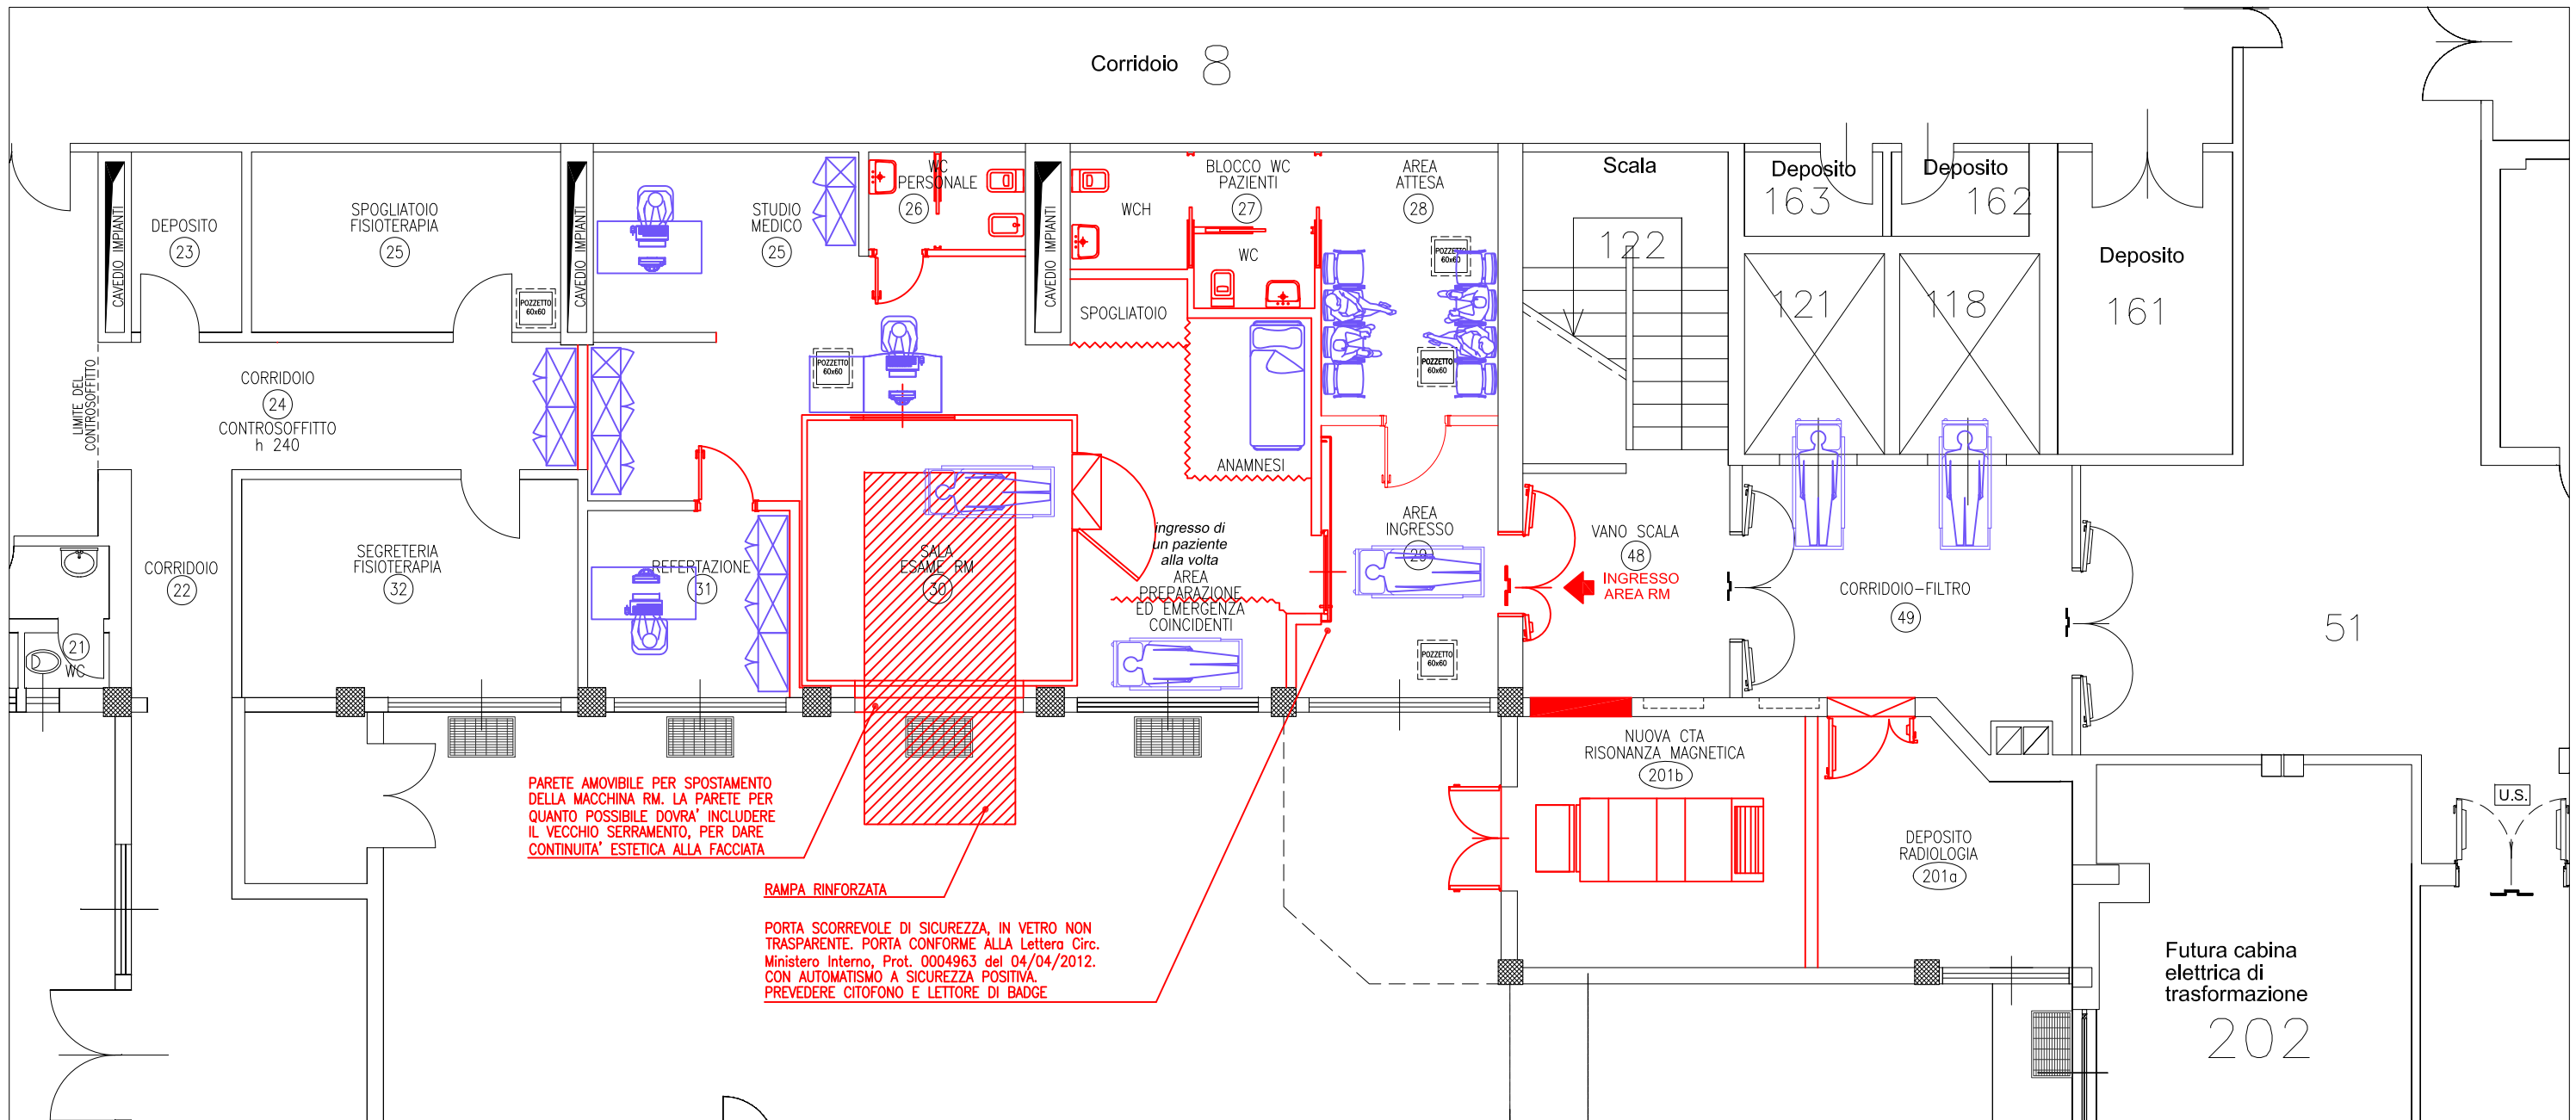 Corridoio 8
CAVEDIO IMPIANTI
DEPOSITO
23
SPOGLIATOIO
FISIOTERAPIA
25
POZZETTO
60x60
CAVEDIO IMPIANTI
STUDIO
MEDICO
25
WC
PERSONALE
26
CAVEDIO IMPIANTI
WCH
BLOCCO WC
PAZIENTI
27
WC
AREA
ATTESA
28
POZZETTO
60x60
POZZETTO
60x60
Scala
122
Deposito
163
Deposito
162
121
118
Deposito
161
SPOGLIATOIO
POZZETTO
60x60
LIMITE DEL
CONTROSOFFITTO
CORRIDOIO
24
CONTROSOFFITTO
h 240
ANAMNESI
CORRIDOIO
22
SEGRETERIA
FISIOTERAPIA
32
REFERTAZIONE
31
SALA
ESAME RM
30
ingresso di
un paziente
alla volta
AREA
PREPARAZIONE
ED EMERGENZA
COINCIDENTI
AREA
INGRESSO
29
POZZETTO
60x60
VANO SCALA
48
INGRESSO
AREA RM
CORRIDOIO-FILTRO
49
51
21
WC
PARETE AMOVIBILE PER SPOSTAMENTO
DELLA MACCHINA RM. LA PARETE PER
QUANTO POSSIBILE DOVRA' INCLUDERE
IL VECCHIO SERRAMENTO, PER DARE
CONTINUITA' ESTETICA ALLA FACCIATA
RAMPA RINFORZATA
PORTA SCORREVOLE DI SICUREZZA, IN VETRO NON
TRASPARENTE. PORTA CONFORME ALLA Lettera Circ.
Ministero Interno, Prot. 0004963 del 04/04/2012.
CON AUTOMATISMO A SICUREZZA POSITIVA.
PREVEDERE CITOFONO E LETTORE DI BADGE
NUOVA CTA
RISONANZA MAGNETICA
201b
DEPOSITO
RADIOLOGIA
201a
U.S.
Futura cabina
elettrica di
trasformazione
202